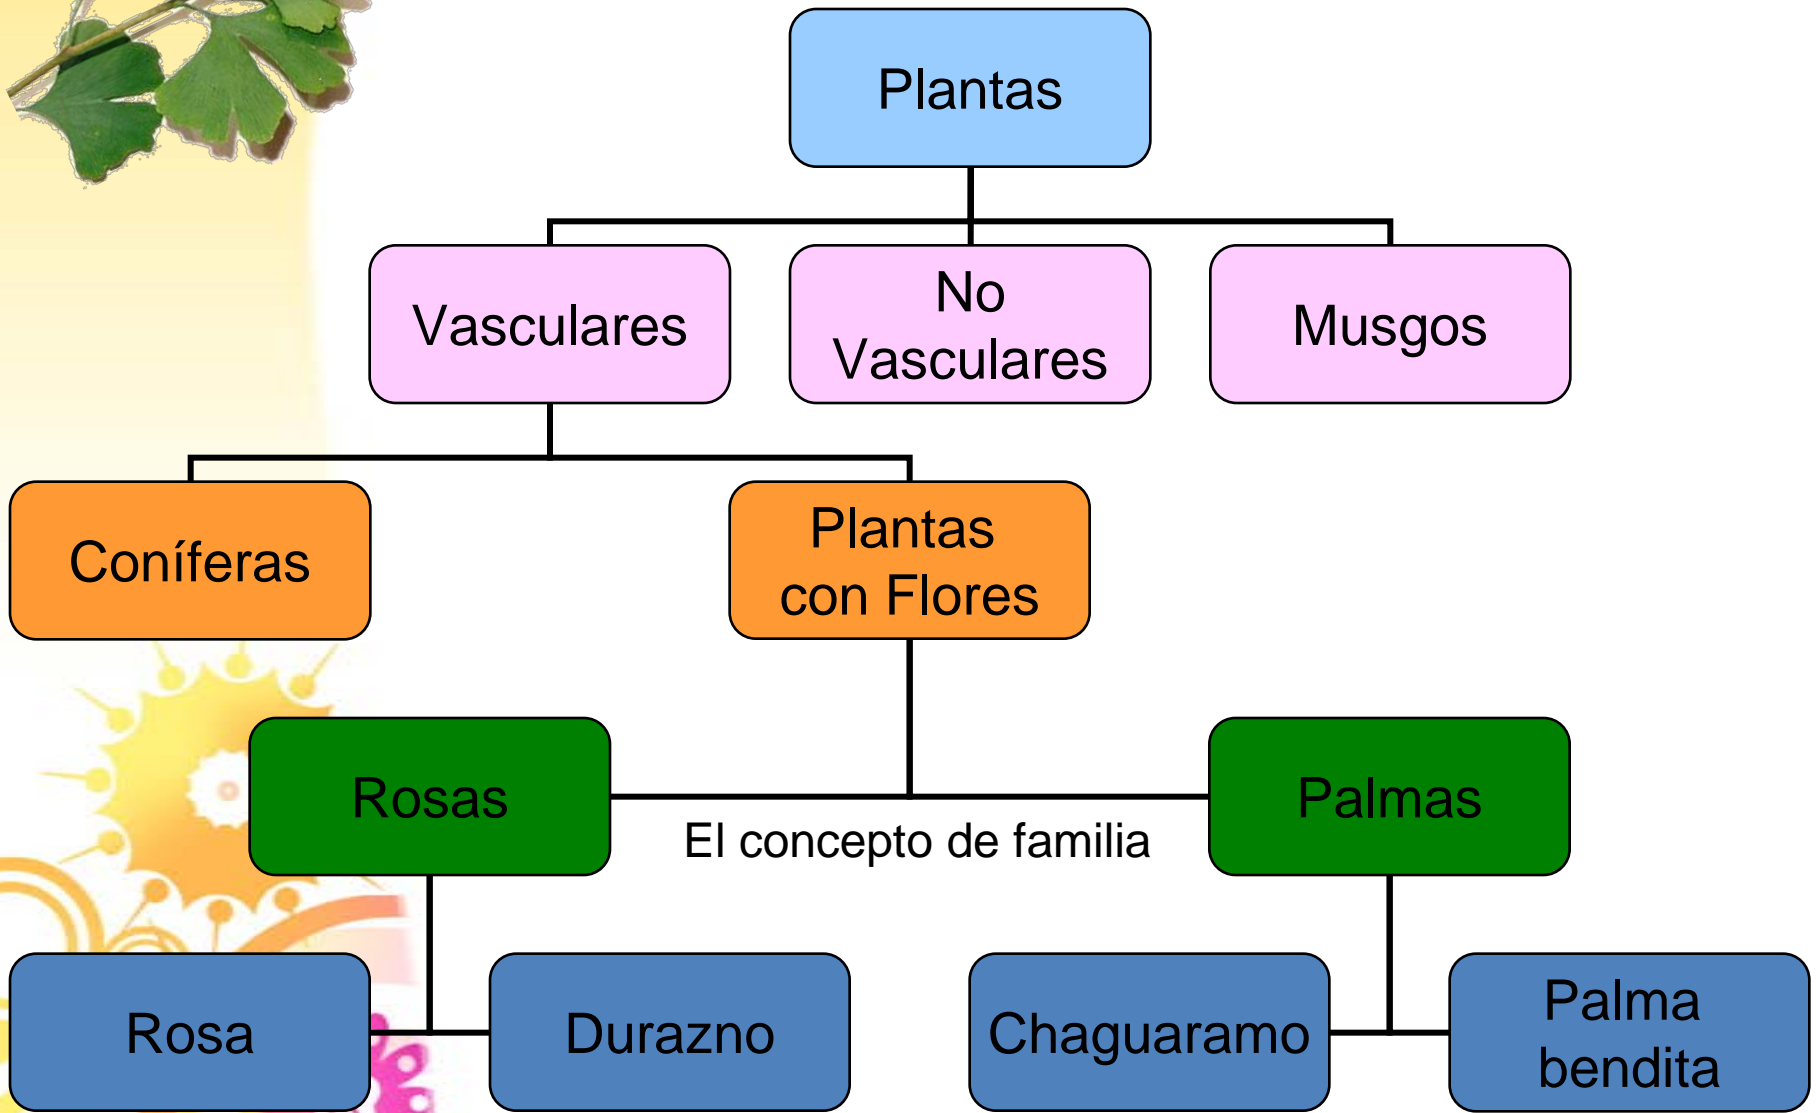 Plantas
Vasculares
No
Vasculares
Musgos
Coníferas
Plantas
con Flores
Rosas
Palmas
El concepto de familia
Rosa
Durazno
Chaguaramo
Palma
bendita